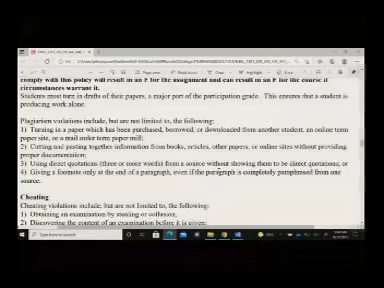 comply with this policy will result in an F for the assignment and can result in an F for the course if
circumstances warrant it.
Students must turn in drafts of their papers, a major part of the participation grade. This ensures that a student is
producing work alone.
Plagiarism violations include, but are not limited to, the following:
1) Turning in a paper which has been purchased, borrowed, or downloaded from another student, an online term
paper site, or a mail order term paper mill;
2) Cutting and pasting together information from books, articles, other papers, or online sites without providing
proper documentation;
3) Using direct quotations (three or more words) from a source without showing them to be direct quotations; or
4) Giving a footnote only at the end of a paragraph, even if the paragraph is completely paraphrased from one
source.
Cheating
Cheating violations include, but are not limited to, the following:
1) Obtaining an examination by stealing or collusion,
2) Discovering the content of an examination before it is given;
Type here to search